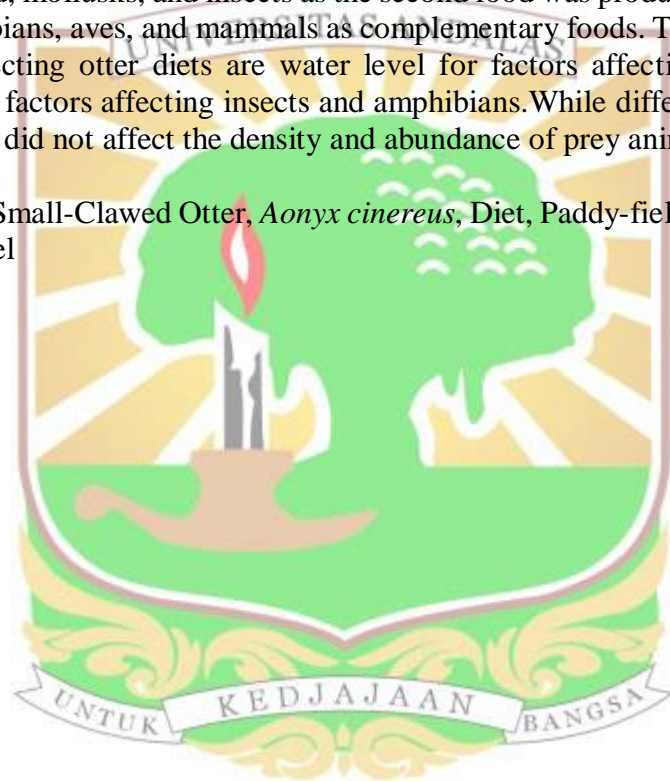 mollusks, and insects as the second food was produ
bians, aves, and mammals as complementary foods. T
ecting otter diets are water level for factors affecti
factors affecting insects and amphibians.While diffe
did not affect the density and abundance of prey ani
UNIVERSITAS ANDALAS
Small-Clawed Otter, Aonyx cinereus, Diet, Paddy-fiel
el
UNTUK KEDJAJAAN BANGSA